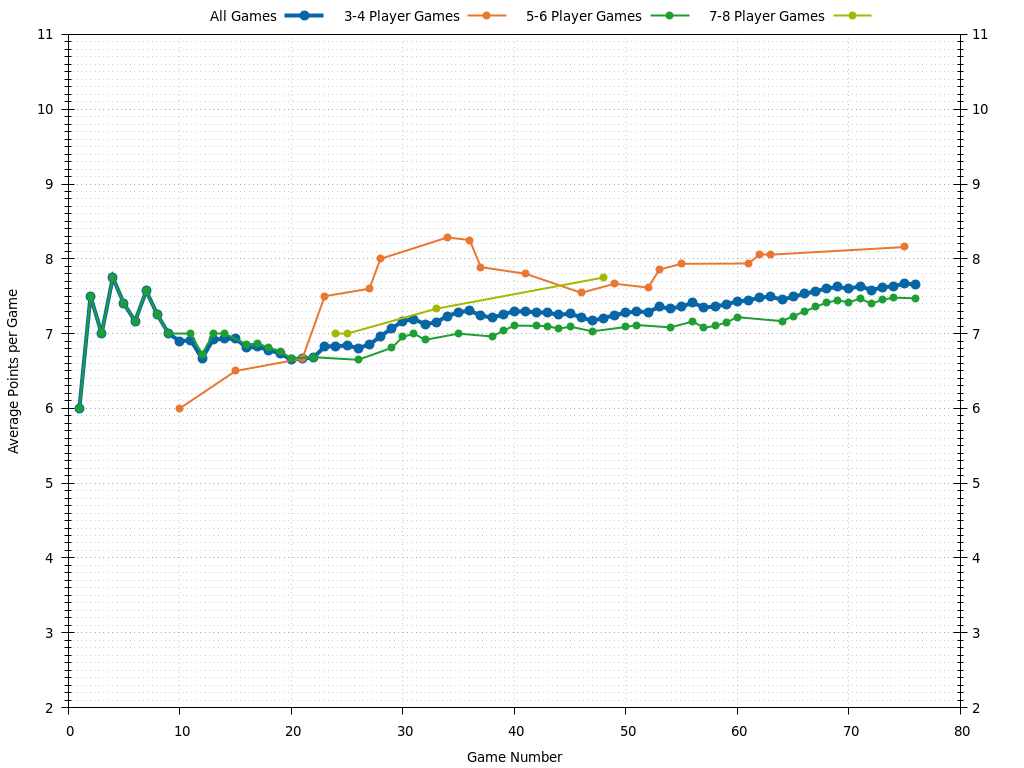 All Games 3-4 Player Games 5-6 Player Games 7-8 Player Games
11 11
10 10
9 9
8 8
7 7
6 6
5 5
4 4
3 3
2 2
Average Points per Game
0 10 20 30 40 50 60 70 80
Game Number